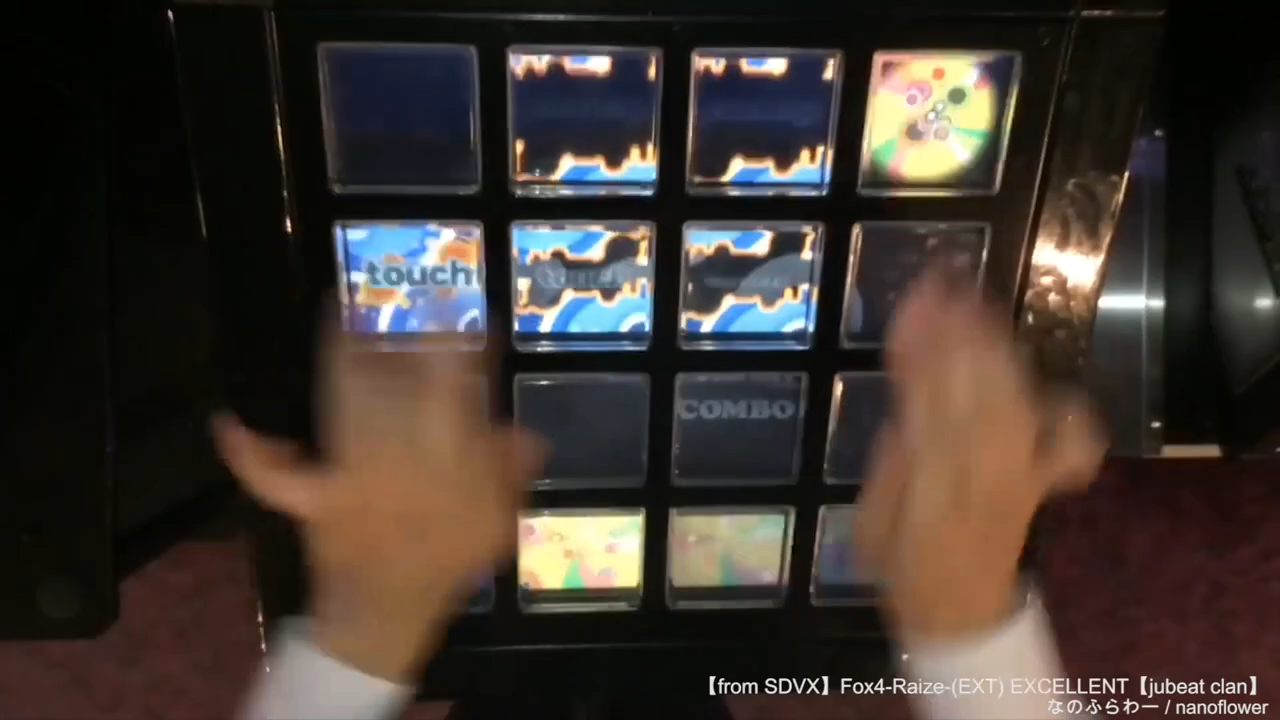 touch
COMBO
【from SDVX】Fox4-Raize-(EXT) EXCELLENT【jubeat clan】
なのふらわー / nanoflower